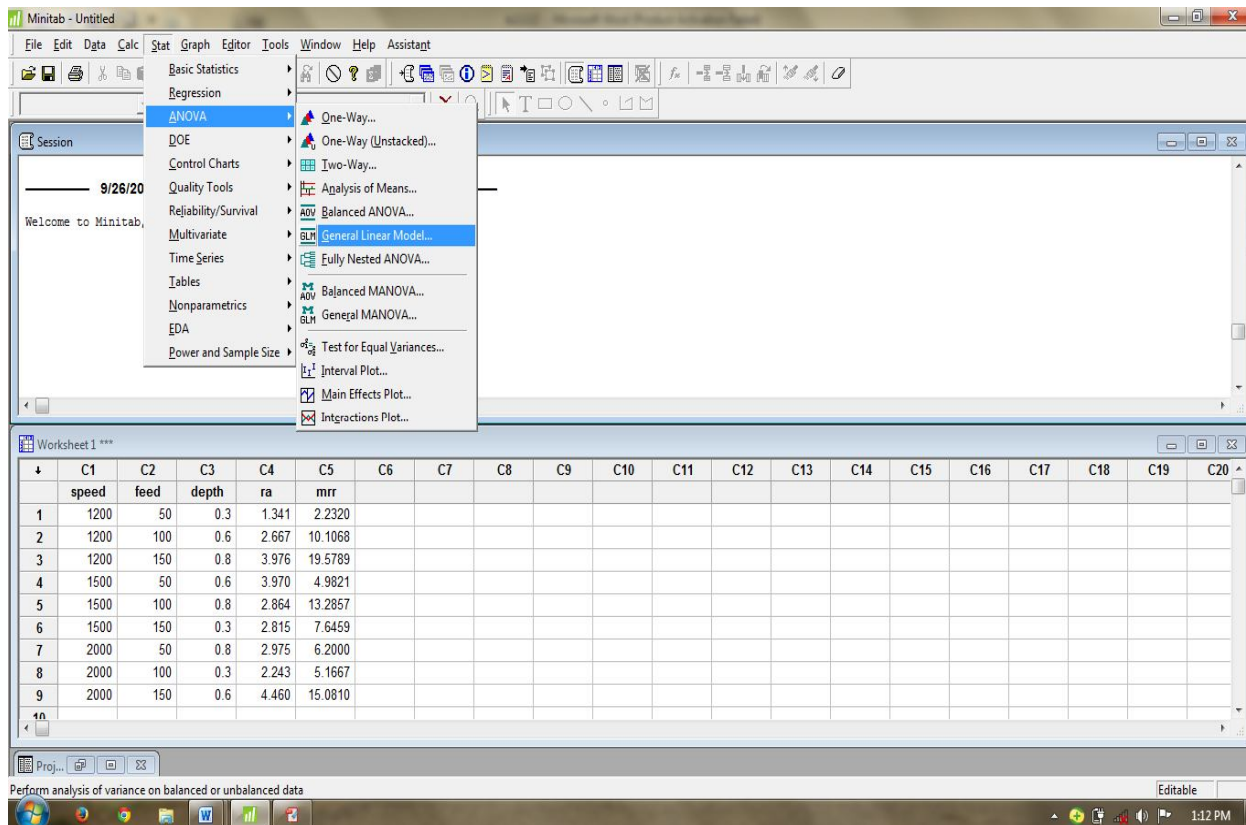 Minitab - Untitled
File Edit Data Calc Stat Graph Editor Tools Window Help Assistant
Basic Statistics
Regression
ANOVA
DOE
Control Charts
Quality Tools
Reliability/Survival
Multivariate
Time Series
Tables
Nonparametrics
EDA
Power and Sample Size
One-Way...
One-Way (Unstacked)...
Two-Way...
Analysis of Means...
Balanced ANOVA...
General Linear Model...
Fully Nested ANOVA...
Balanced MANOVA...
General MANOVA...
Test for Equal Variances...
Interval Plot...
Main Effects Plot...
Interactions Plot...
Session
9/26/20
Welcome to Minitab,
Worksheet 1 ***
C1 C2 C3 C4 C5 C6 C7 C8 C9 C10 C11 C12 C13 C14 C15 C16 C17 C18 C19 C20
speed feed depth ra mrr
1 1200 50 0.3 1.341 2.2320
2 1200 100 0.6 2.667 10.1068
3 1200 150 0.8 3.976 19.5789
4 1500 50 0.6 3.970 4.9821
5 1500 100 0.8 2.864 13.2857
6 1500 150 0.3 2.815 7.6459
7 2000 50 0.8 2.975 6.2000
8 2000 100 0.3 2.243 5.1667
9 2000 150 0.6 4.460 15.0810
10
Proj...
Perform analysis of variance on balanced or unbalanced data
Editable
1:12 PM